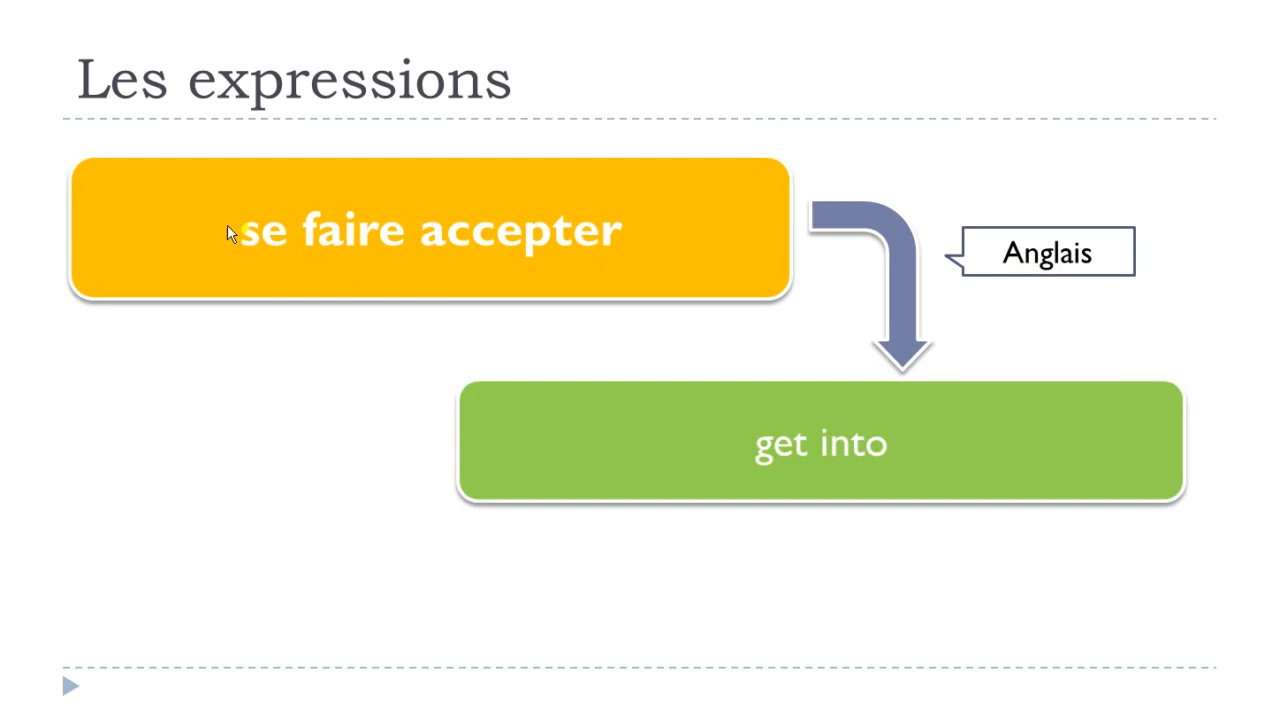 Les expressions
se faire accepter
Anglais
get into